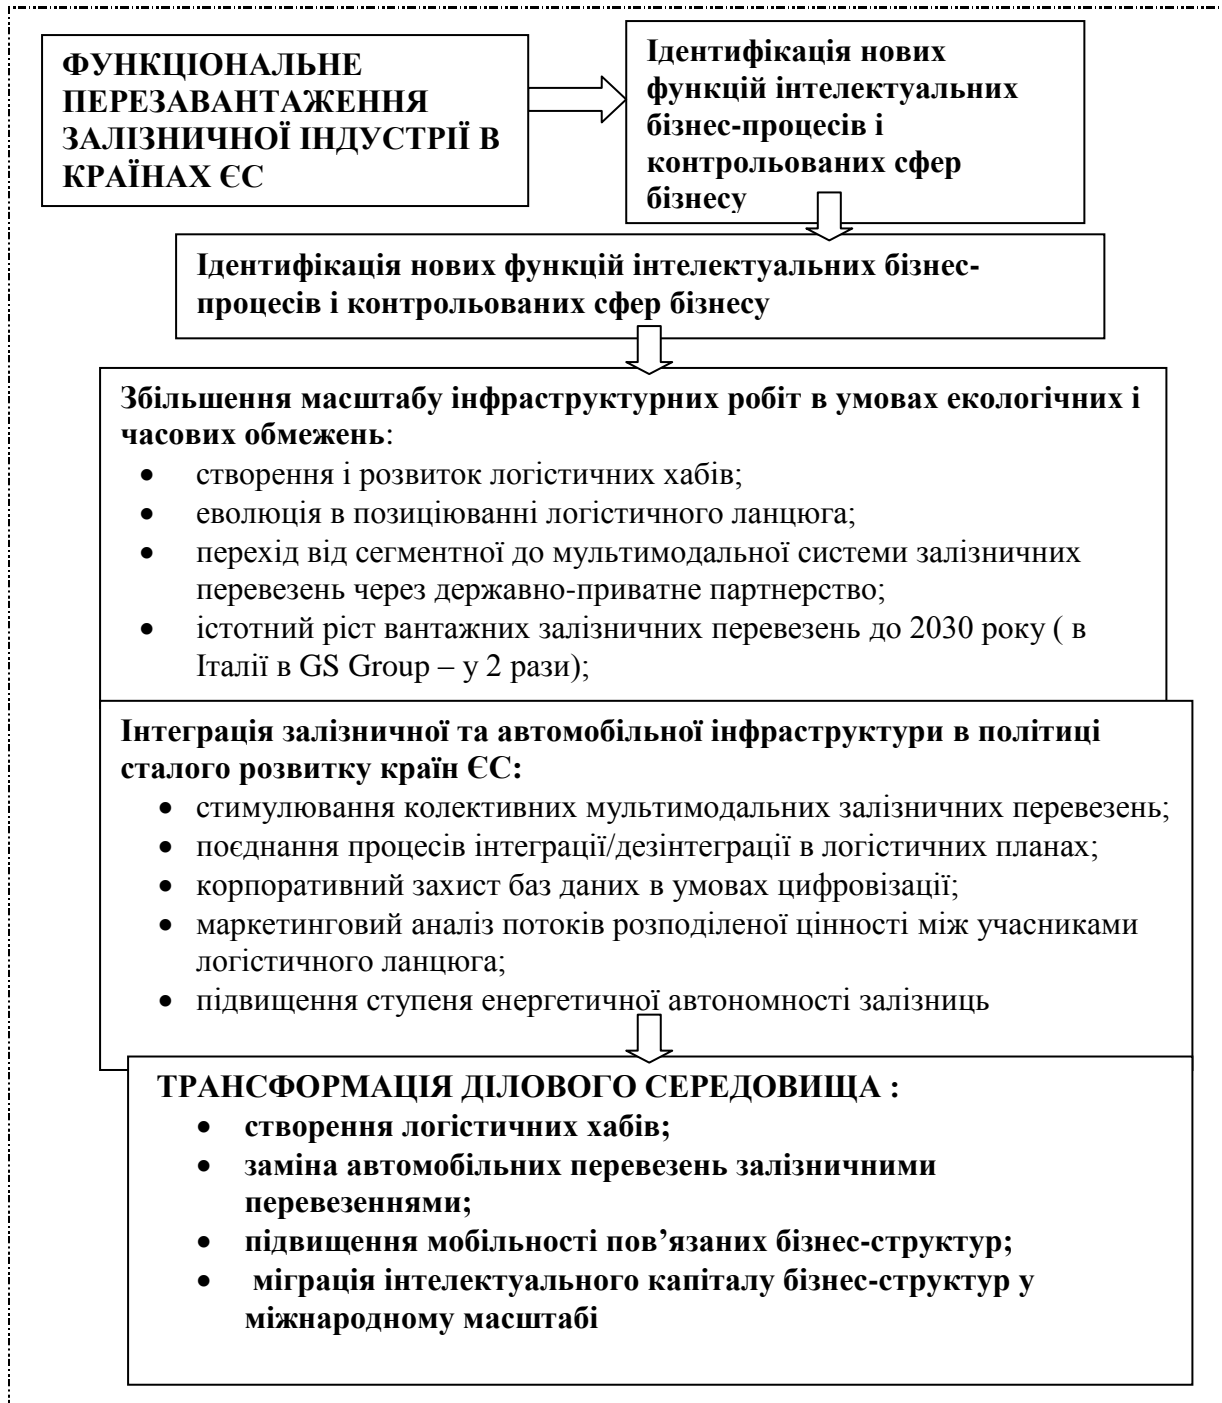 ФУНКЦІОНАЛЬНЕ
ПЕРЕЗАВАНТАЖЕННЯ
ЗАЛІЗНИЧНОЇ ІНДУСТРІЇ В
КРАЇНАХ ЄС
Ідентифікація нових
функцій інтелектуальних
бізнес-процесів і
контрольованих сфер
бізнесу
Ідентифікація нових функцій інтелектуальних бізнес-
процесів і контрольованих сфер бізнесу
Збільшення масштабу інфраструктурних робіт в умовах екологічних і
часових обмежень:
• створення і розвиток логістичних хабів;
• еволюція в позиціюванні логістичного ланцюга;
• перехід від сегментної до мультимодальної системи залізничних
перевезень через державно-приватне партнерство;
• істотний ріст вантажних залізничних перевезень до 2030 року ( в
Італії в GS Group – у 2 рази);
Інтеграція залізничної та автомобільної інфраструктури в політиці
сталого розвитку країн ЄС:
• стимулювання колективних мультимодальних залізничних перевезень;
• поєднання процесів інтеграції/дезінтеграції в логістичних планах;
• корпоративний захист баз даних в умовах цифровізації;
• маркетинговий аналіз потоків розподіленої цінності між учасниками
логістичного ланцюга;
• підвищення ступеня енергетичної автономності залізниць
ТРАНСФОРМАЦІЯ ДІЛОВОГО СЕРЕДОВИЩА :
• створення логістичних хабів;
• заміна автомобільних перевезень залізничними
перевезеннями;
• підвищення мобільності пов’язаних бізнес-структур;
• міграція інтелектуального капіталу бізнес-структур у
міжнародному масштабі